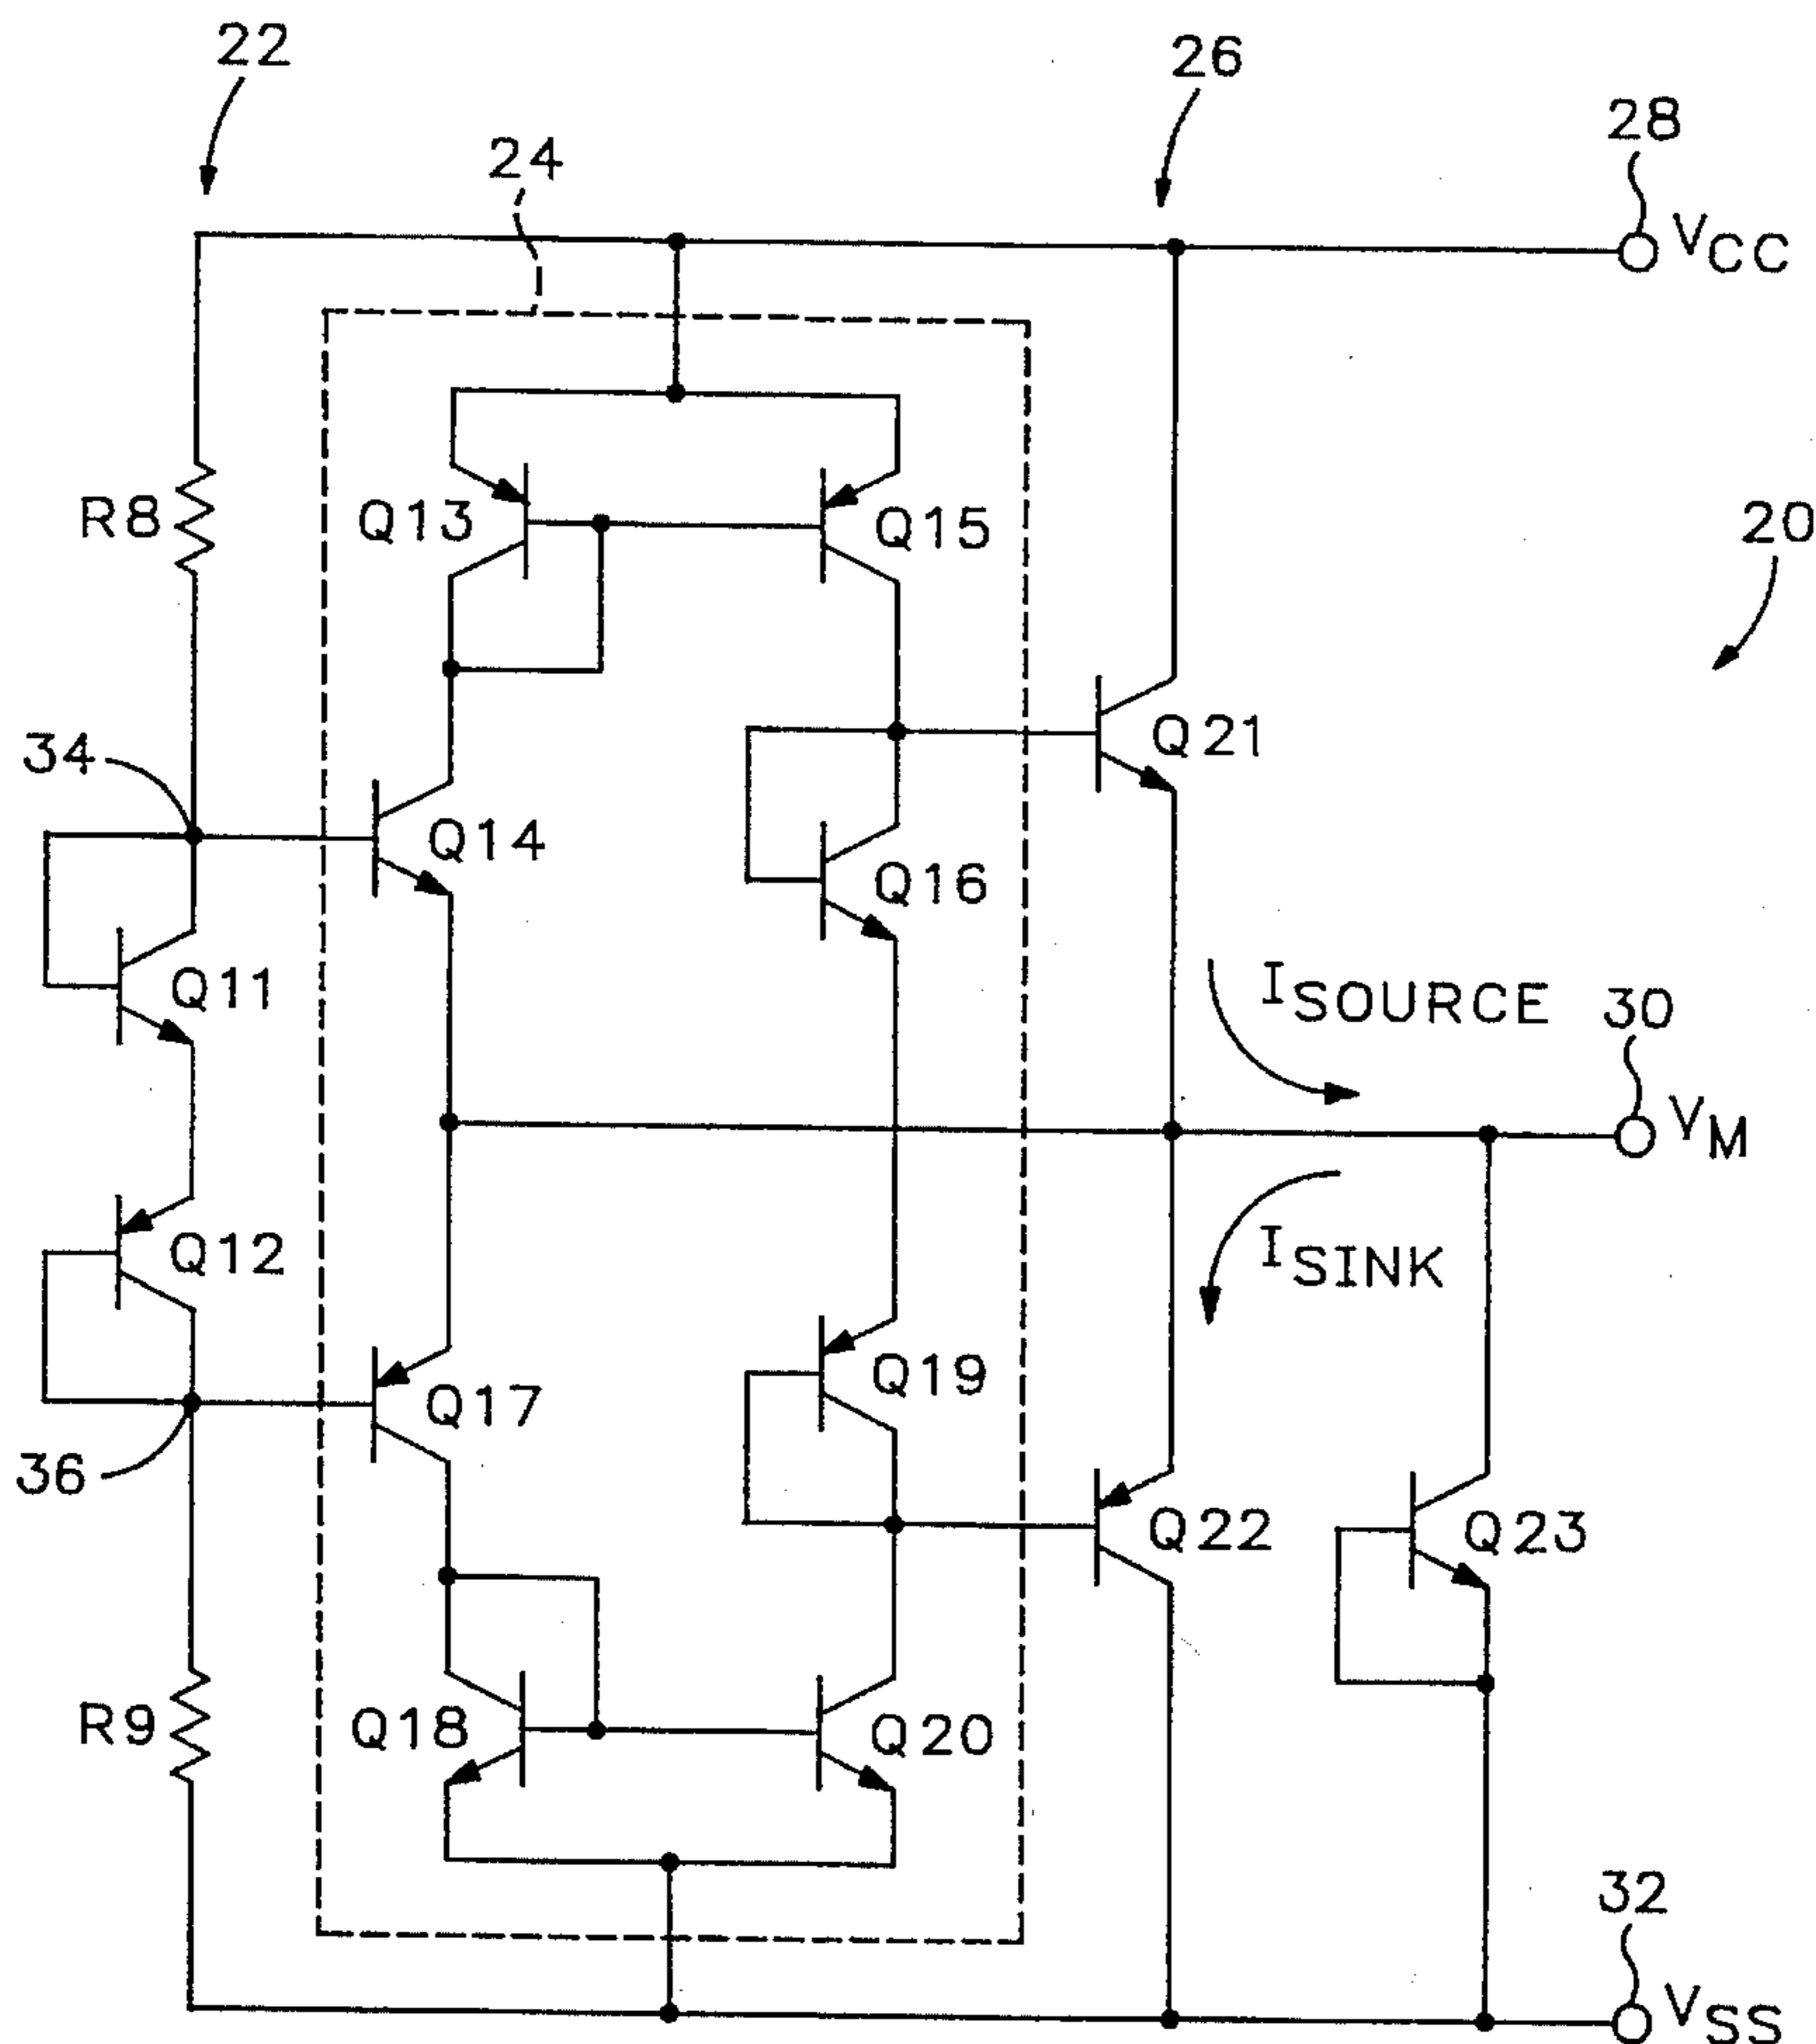 22
26
28
24
VCC
R8
Q13
Q15
20
34
Q14
Q21
Q16
Q11
ISOURCE
30
VM
Q12
ISINK
Q17
Q19
36
Q22
Q23
R9
Q18
Q20
32
VSS